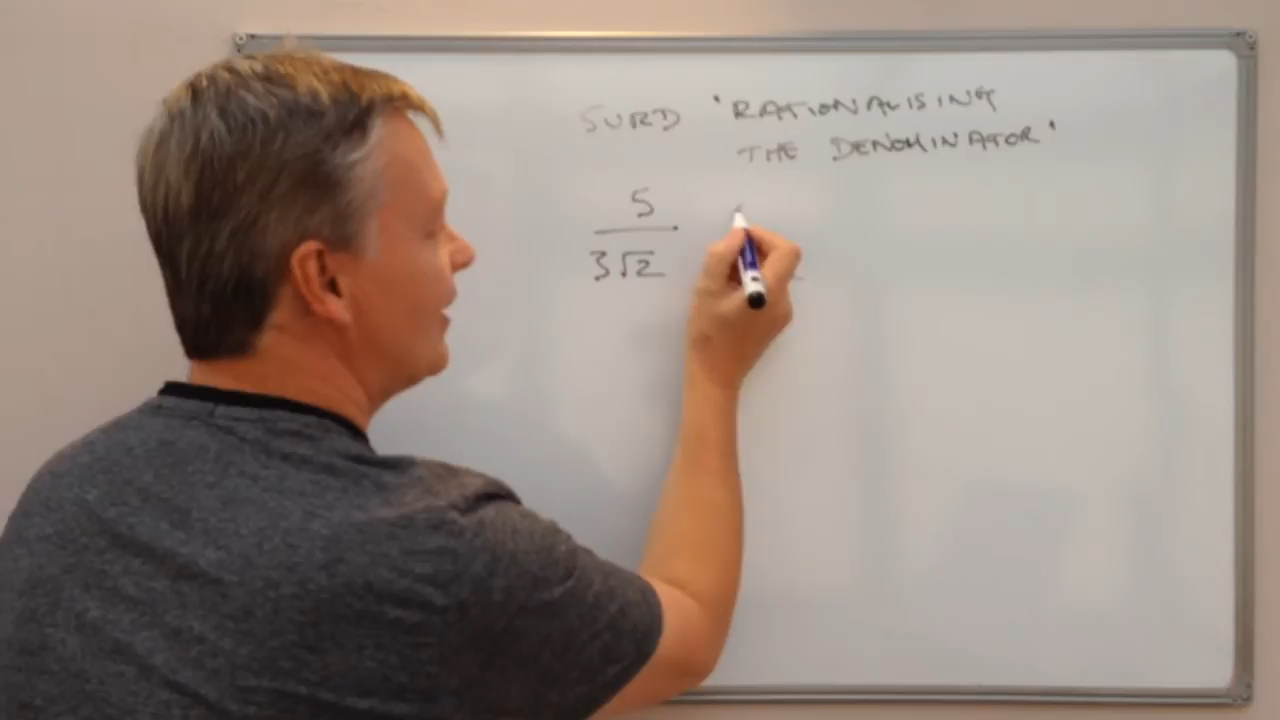 SURD 'RATIONALISING
THE DENOMINATOR'
5
3√2